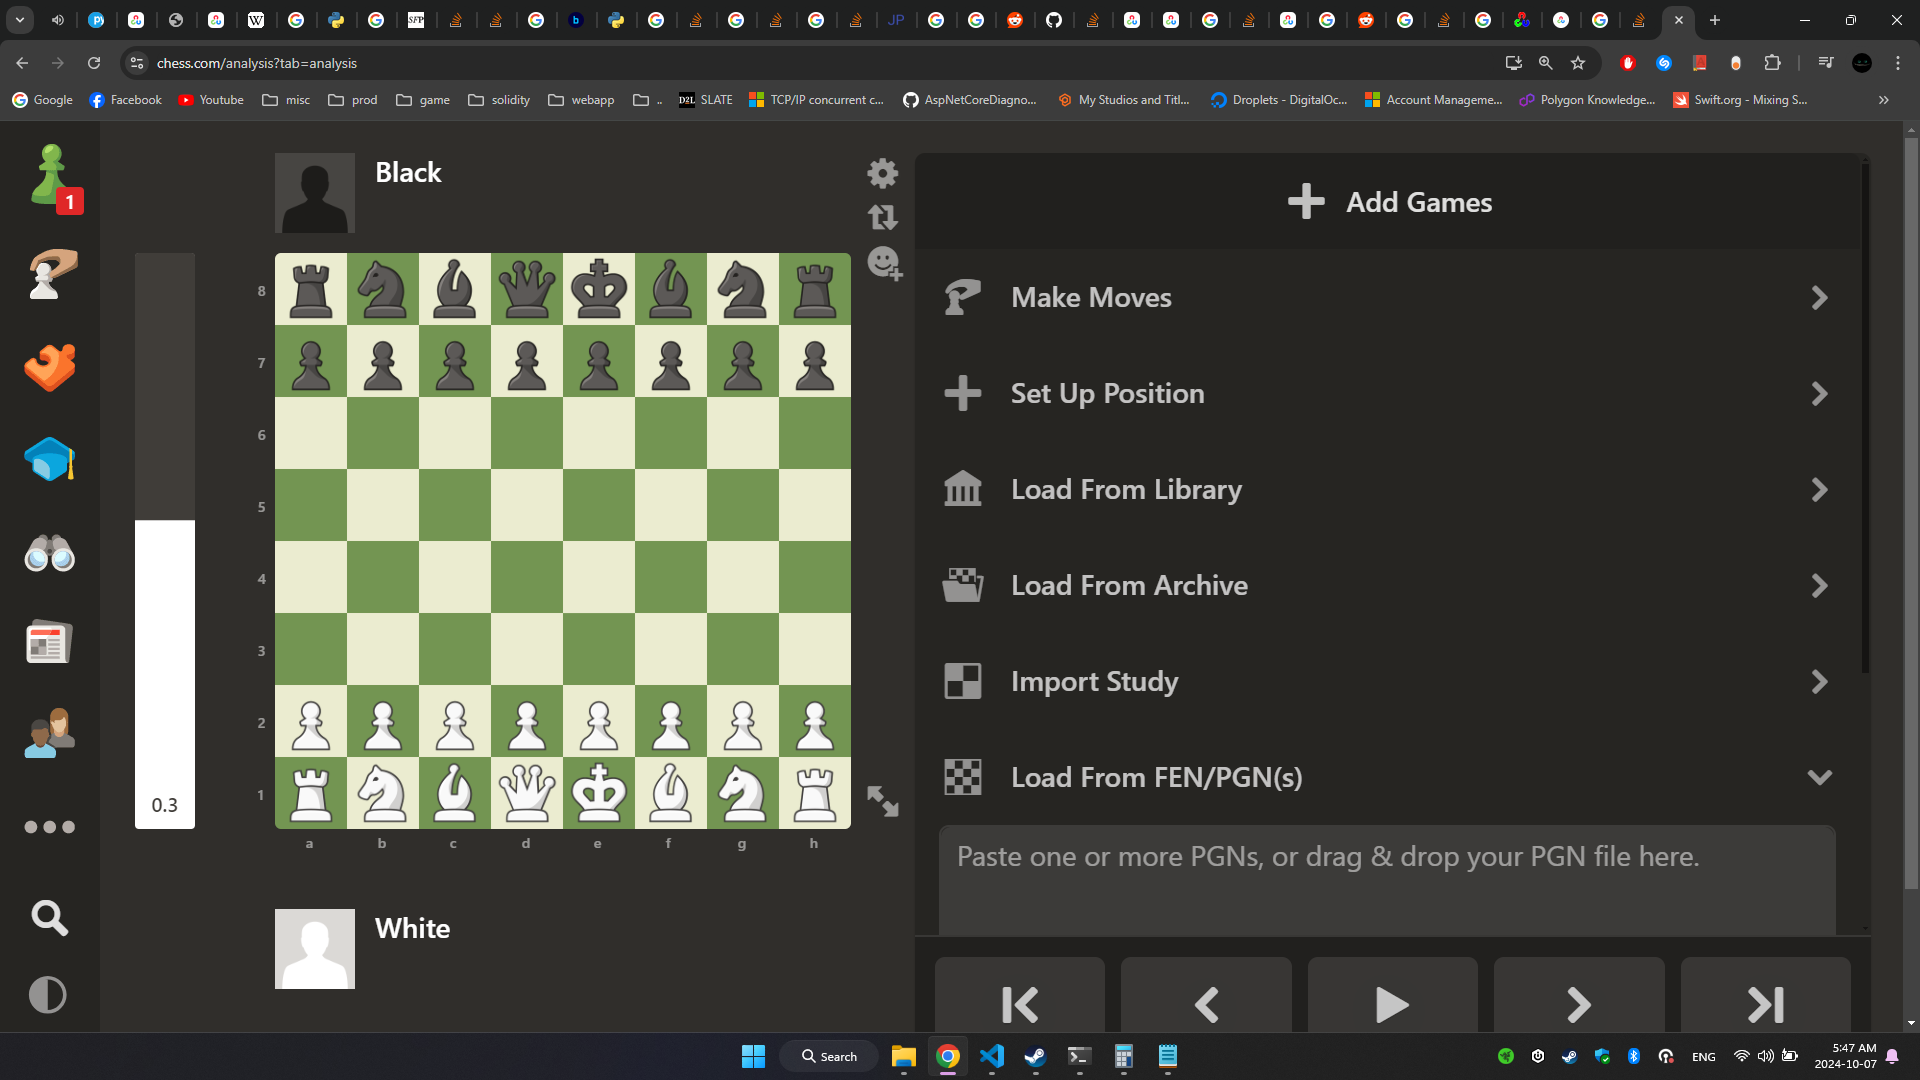 chess.com/analysis?tab=analysis
Google
Facebook
Youtube
misc
prod
game
solidity
webapp
..
D2L
SLATE
TCP/IP concurrent c...
AspNetCoreDiagno...
My Studios and Titl...
Droplets - DigitalOc...
Account Manageme...
Polygon Knowledge...
Swift.org - Mixing S...
1
Black
Add Games
Make Moves
Set Up Position
Load From Library
Load From Archive
Import Study
Load From FEN/PGN(s)
Paste one or more PGNs, or drag & drop your PGN file here.
8
7
6
5
4
3
2
1
a b c d e f g h
0.3
White
Search
ENG
5:47 AM
2024-10-07